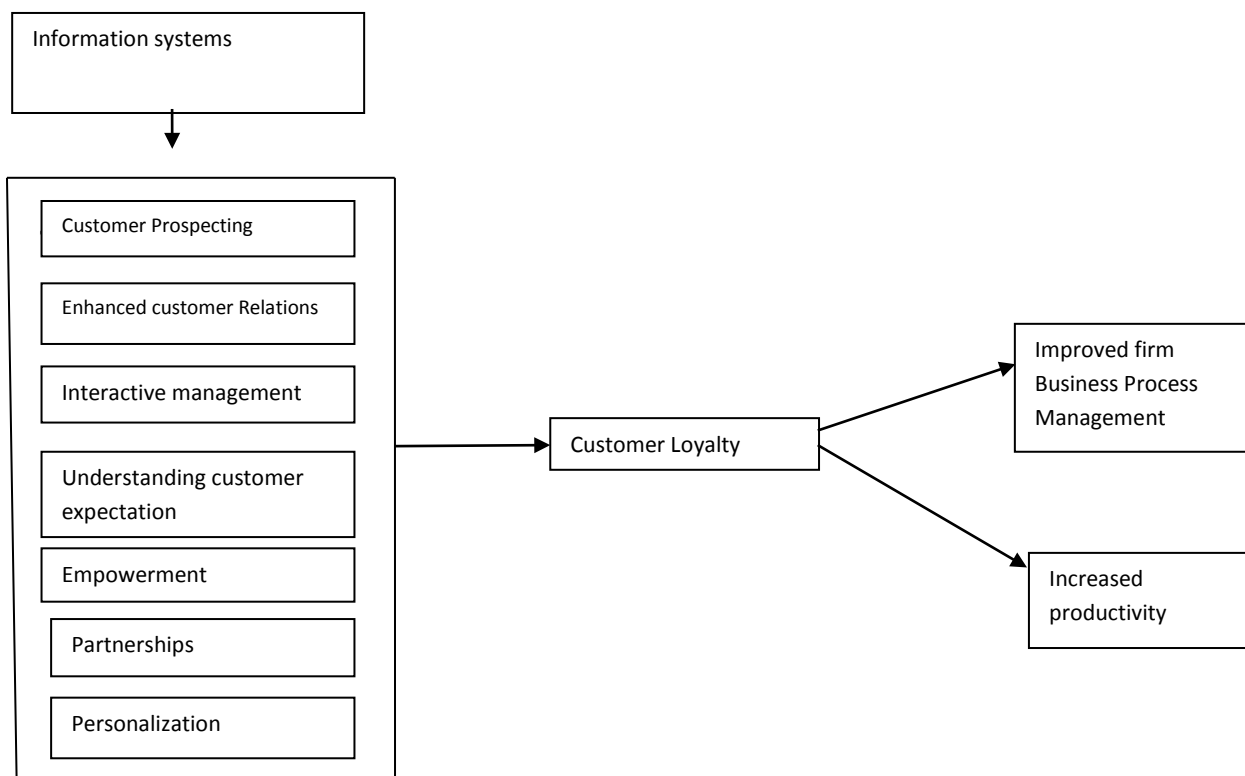 Information systems
Customer Prospecting
Enhanced customer Relations
Interactive management
Understanding customer
expectation
Empowerment
Partnerships
Personalization
Customer Loyalty
Improved firm
Business Process
Management
Increased
productivity